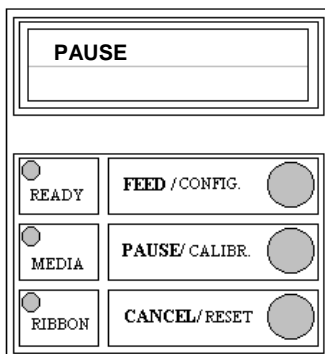 PAUSE
READY FEED / CONFIG.
MEDIA PAUSE/ CALIBR.
RIBBON CANCEL/ RESET